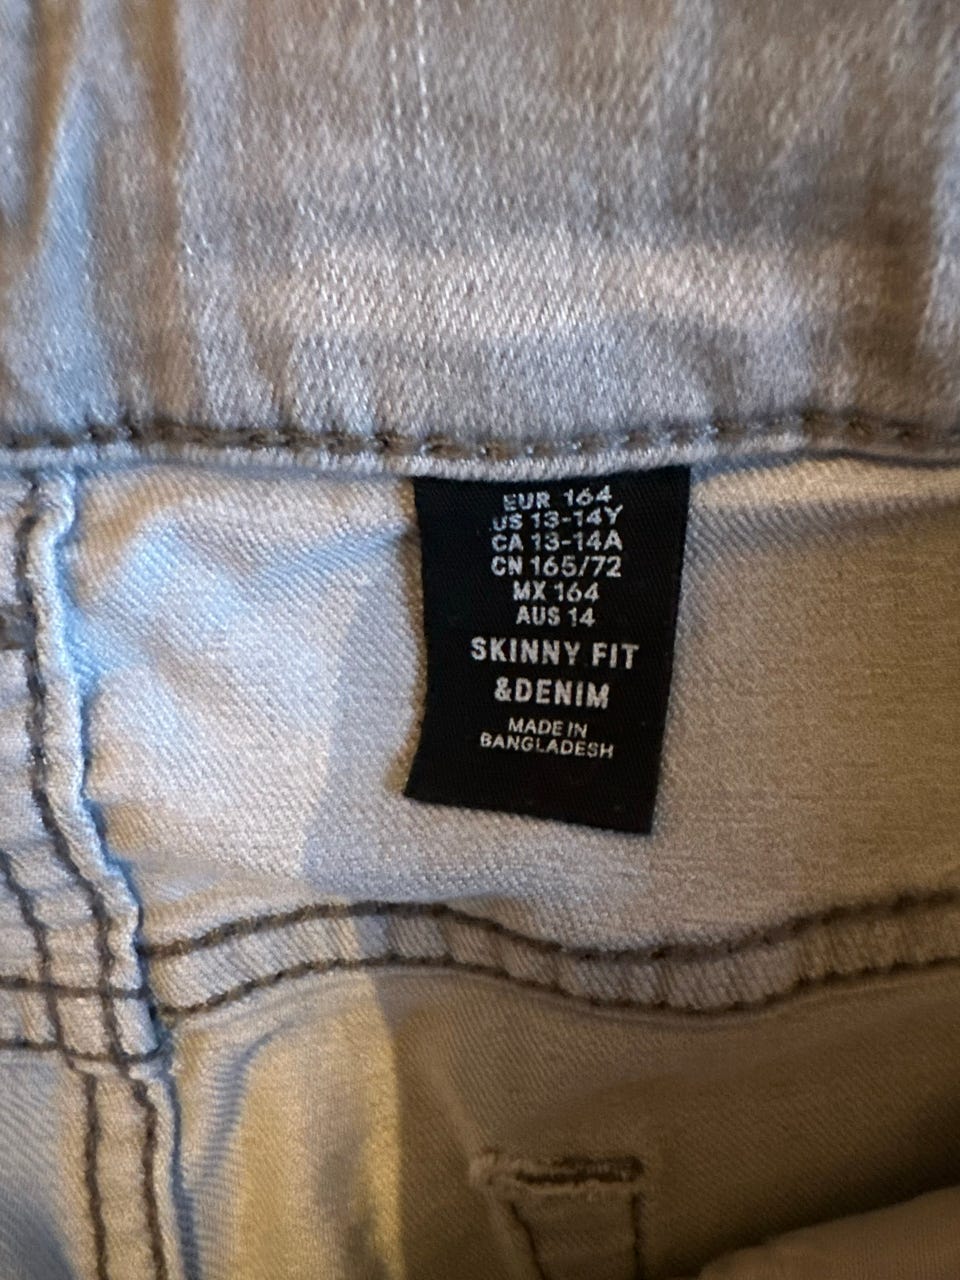 EUR 164
US 13-14Y
CA 13-14A
CN 165/72
MX 164
AUS 14
SKINNY FIT
&DENIM
MADE IN
BANGLADESH